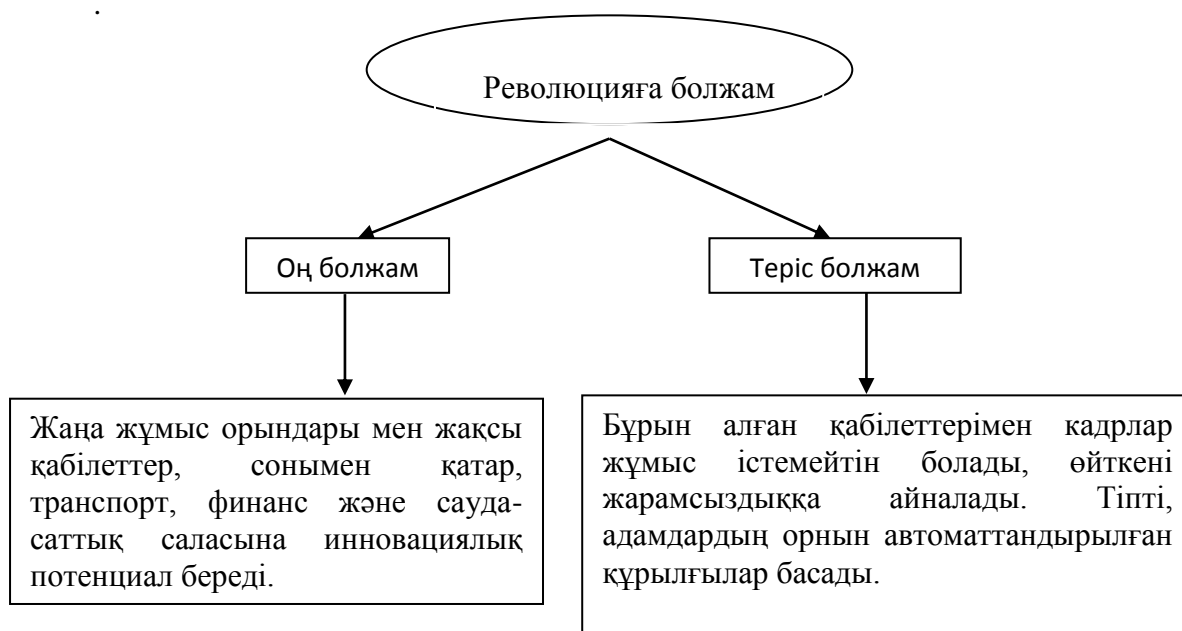 Революцияға болжам
Оң болжам
Теріс болжам
Жаңа жұмыс орындары мен жақсы
қабілеттер, сонымен қатар,
транспорт, финанс және сауда-
саттық саласына инновациялық
потенциал береді.
Бұрын алған қабілеттерімен кадрлар
жұмыс істемейтін болады, өйткені
жарамсыздыққа айналады. Тіпті,
адамдардың орнын автоматтандырылған
құрылғылар басады.